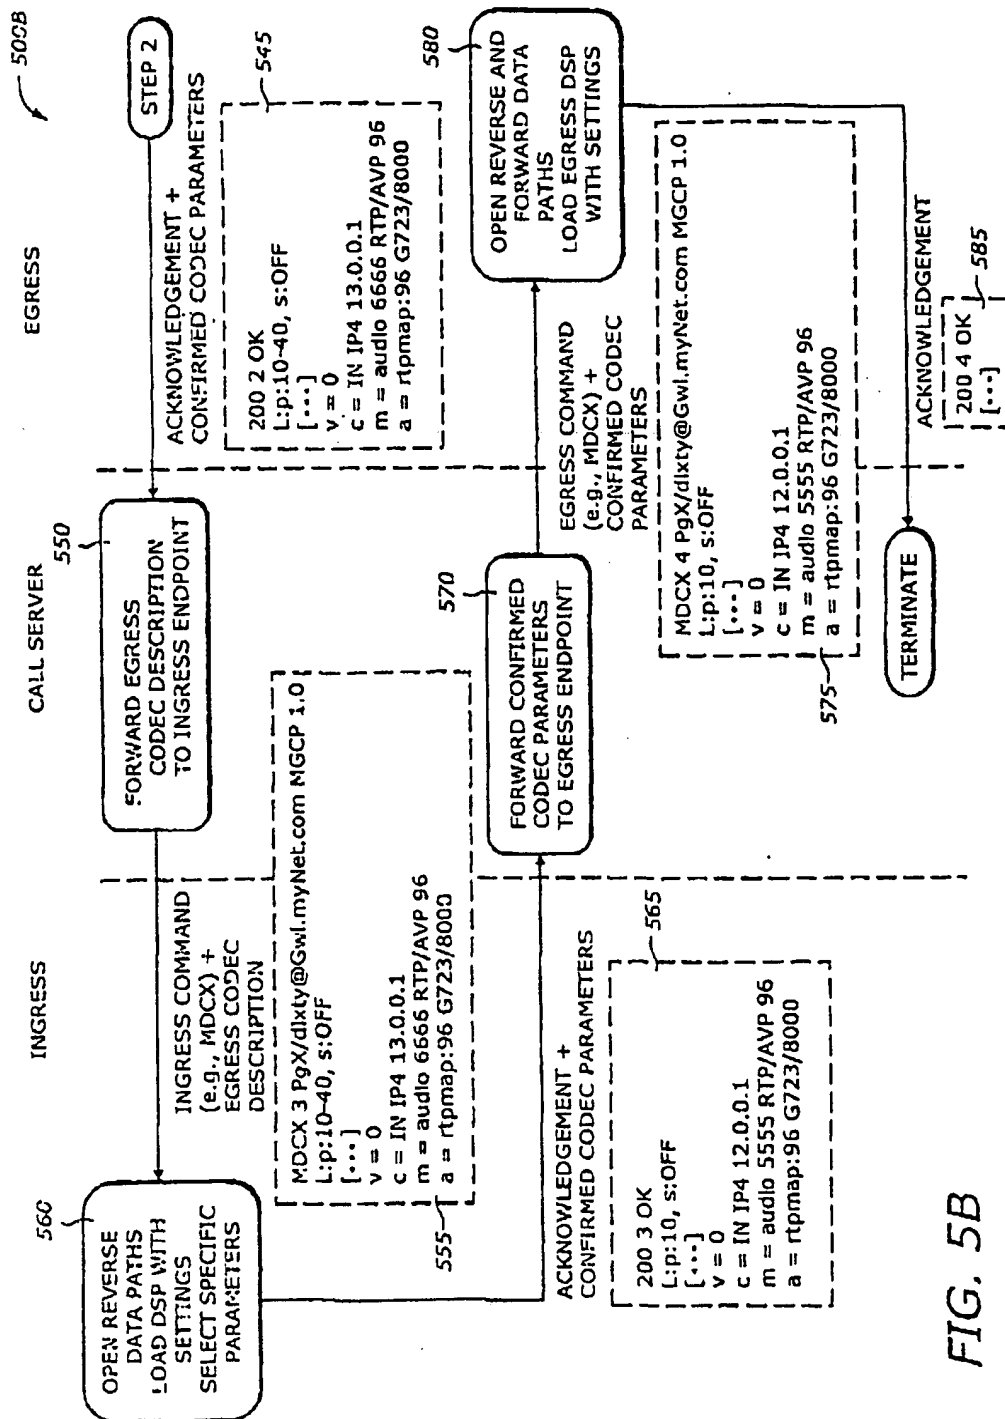 500B
INGRESS
CALL SERVER
EGRESS
STEP 2
ACKNOWLEDGEMENT +
CONFIRMED CODEC PARAMETERS
545
200 2 OK
L:p:10-40, s:OFF
[•••]
v = 0
c = IN IP4 13.0.0.1
m = audio 6666 RTP/AVP 96
a = rtpmap:96 G723/8000
550
FORWARD EGRESS
CODEC DESCRIPTION
TO INGRESS ENDPOINT
INGRESS COMMAND
(e.g., MDCX) +
EGRESS CODEC
DESCRIPTION
555
MDCX 3 PgX/dlxty@Gwl.myNet.com MGCP 1.0
L:p:10-40, s:OFF
[•••]
v = 0
c = IN IP4 13.0.0.1
m = audio 6666 RTP/AVP 96
a = rtpmap:96 G723/8000
560
OPEN REVERSE
DATA PATHS
LOAD DSP WITH
SETTINGS
SELECT SPECIFIC
PARAMETERS
ACKNOWLEDGEMENT +
CONFIRMED CODEC PARAMETERS
565
200 3 OK
L:p:10, s:OFF
[•••]
v = 0
c = IN IP4 12.0.0.1
m = audio 5555 RTP/AVP 96
a = rtpmap:96 G723/8000
570
FORWARD CONFIRMED
CODEC PARAMETERS
TO EGRESS ENDPOINT
EGRESS COMMAND
(e.g., MDCX) +
CONFIRMED CODEC
PARAMETERS
575
MDCX 4 PgX/dlxty@Gwl.myNet.com MGCP 1.0
L:p:10, s:OFF
[•••]
v = 0
c = IN IP4 12.0.0.1
m = audio 5555 RTP/AVP 96
a = rtpmap:96 G723/8000
580
OPEN REVERSE AND
FORWARD DATA
PATHS
LOAD EGRESS DSP
WITH SETTINGS
ACKNOWLEDGEMENT
585
200 4 OK
[•••]
TERMINATE
FIG. 5B